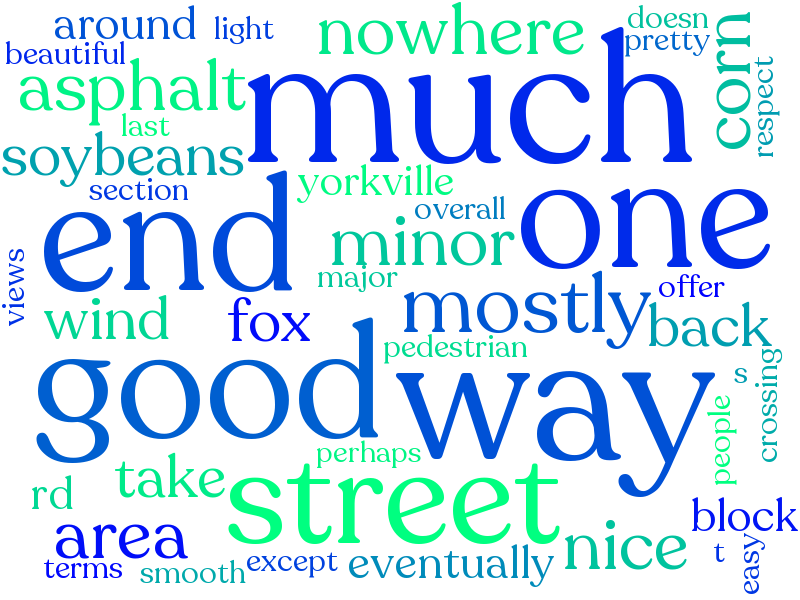 around
light
nowhere
doesn
pretty
beautiful
asphalt
much
corn
respect
last
soybeans
section
yorkville
one
end
overall
minor
views
major
offer
wind
fox
mostly
back
good
pedestrian
way
s
crossing
people
perhaps
take
street
rd
area
block
nice
t
easy
terms
smooth
except
eventually